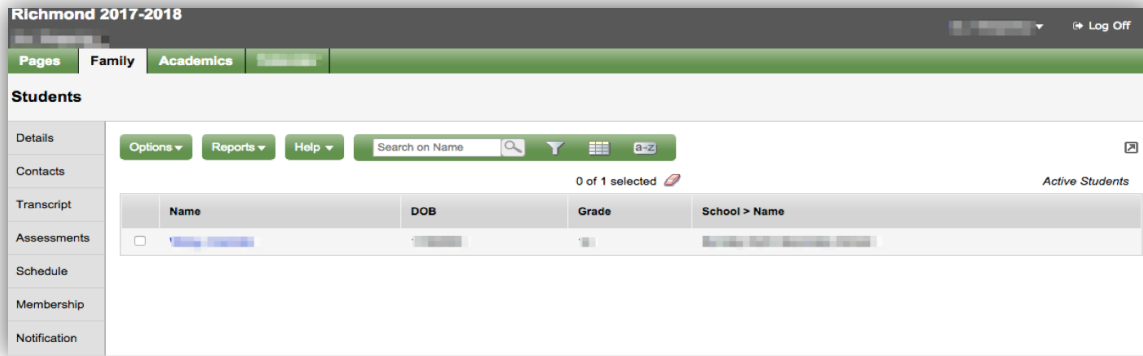 Richmond 2017-2018
Log Off
Pages Family Academics
Students
Details
Contacts
Transcript
Assessments
Schedule
Membership
Notification
Options Reports Help Search on Name a-z
0 of 1 selected Active Students
Name DOB Grade School > Name